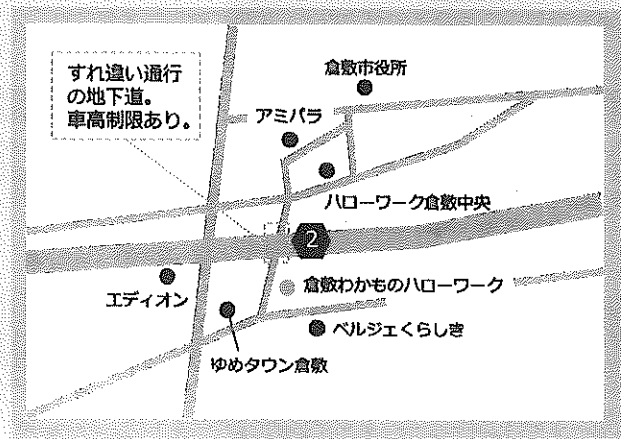 すれ違い通行
の地下道。
車高制限あり。
倉敷市役所
アミパラ
ハローワーク倉敷中央
2
倉敷わかものハローワーク
エディオン
ベルジェくらしき
ゆめタウン倉敷